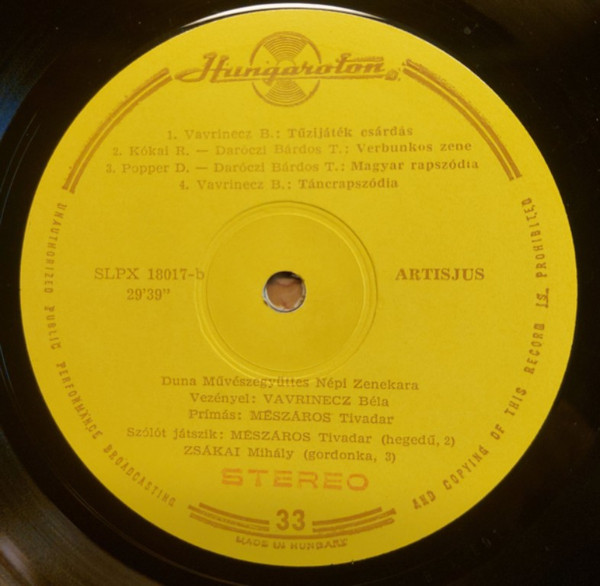 Hungaroton
1. Vavrinecz B.: Tűzijáték csárdás
2. Kókai R. — Daróczi Bárdos T.: Verbunkos zene
3. Popper D. — Daróczi Bárdos T.: Magyar rapszódia
4. Vavrinecz B.: Táncrapszódia
SLPX 18017-b
29'39"
ARTISJUS
Duna Művészegyüttes Népi Zenekara
Vezényel: VAVRINECZ Béla
Prímás: MÉSZÁROS Tivadar
Szólót játszik: MÉSZÁROS Tivadar (hegedű, 2)
ZSÁKAI Mihály (gordonka, 3)
STEREO
33
MADE IN HUNGARY
UNAUTHORIZED PUBLIC PERFORMANCE BROADCASTING AND COPYING OF THIS RECORD IS PROHIBITED